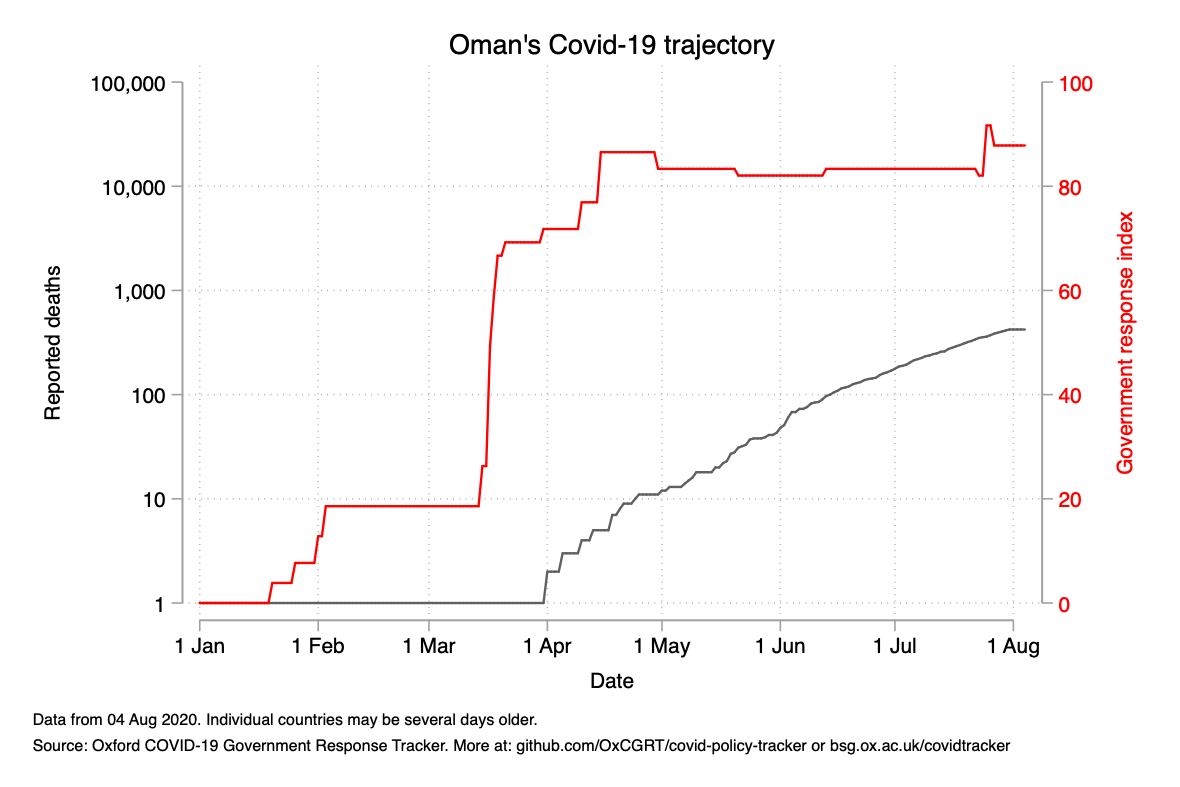 Oman's Covid-19 trajectory
100,000
10,000
1,000
100
10
1
Reported deaths
100
80
60
40
20
0
Government response index
1 Jan
1 Feb
1 Mar
1 Apr
1 May
1 Jun
1 Jul
1 Aug
Date
Data from 04 Aug 2020. Individual countries may be several days older.
Source: Oxford COVID-19 Government Response Tracker. More at: github.com/OxCGRT/covid-policy-tracker or bsg.ox.ac.uk/covidtracker